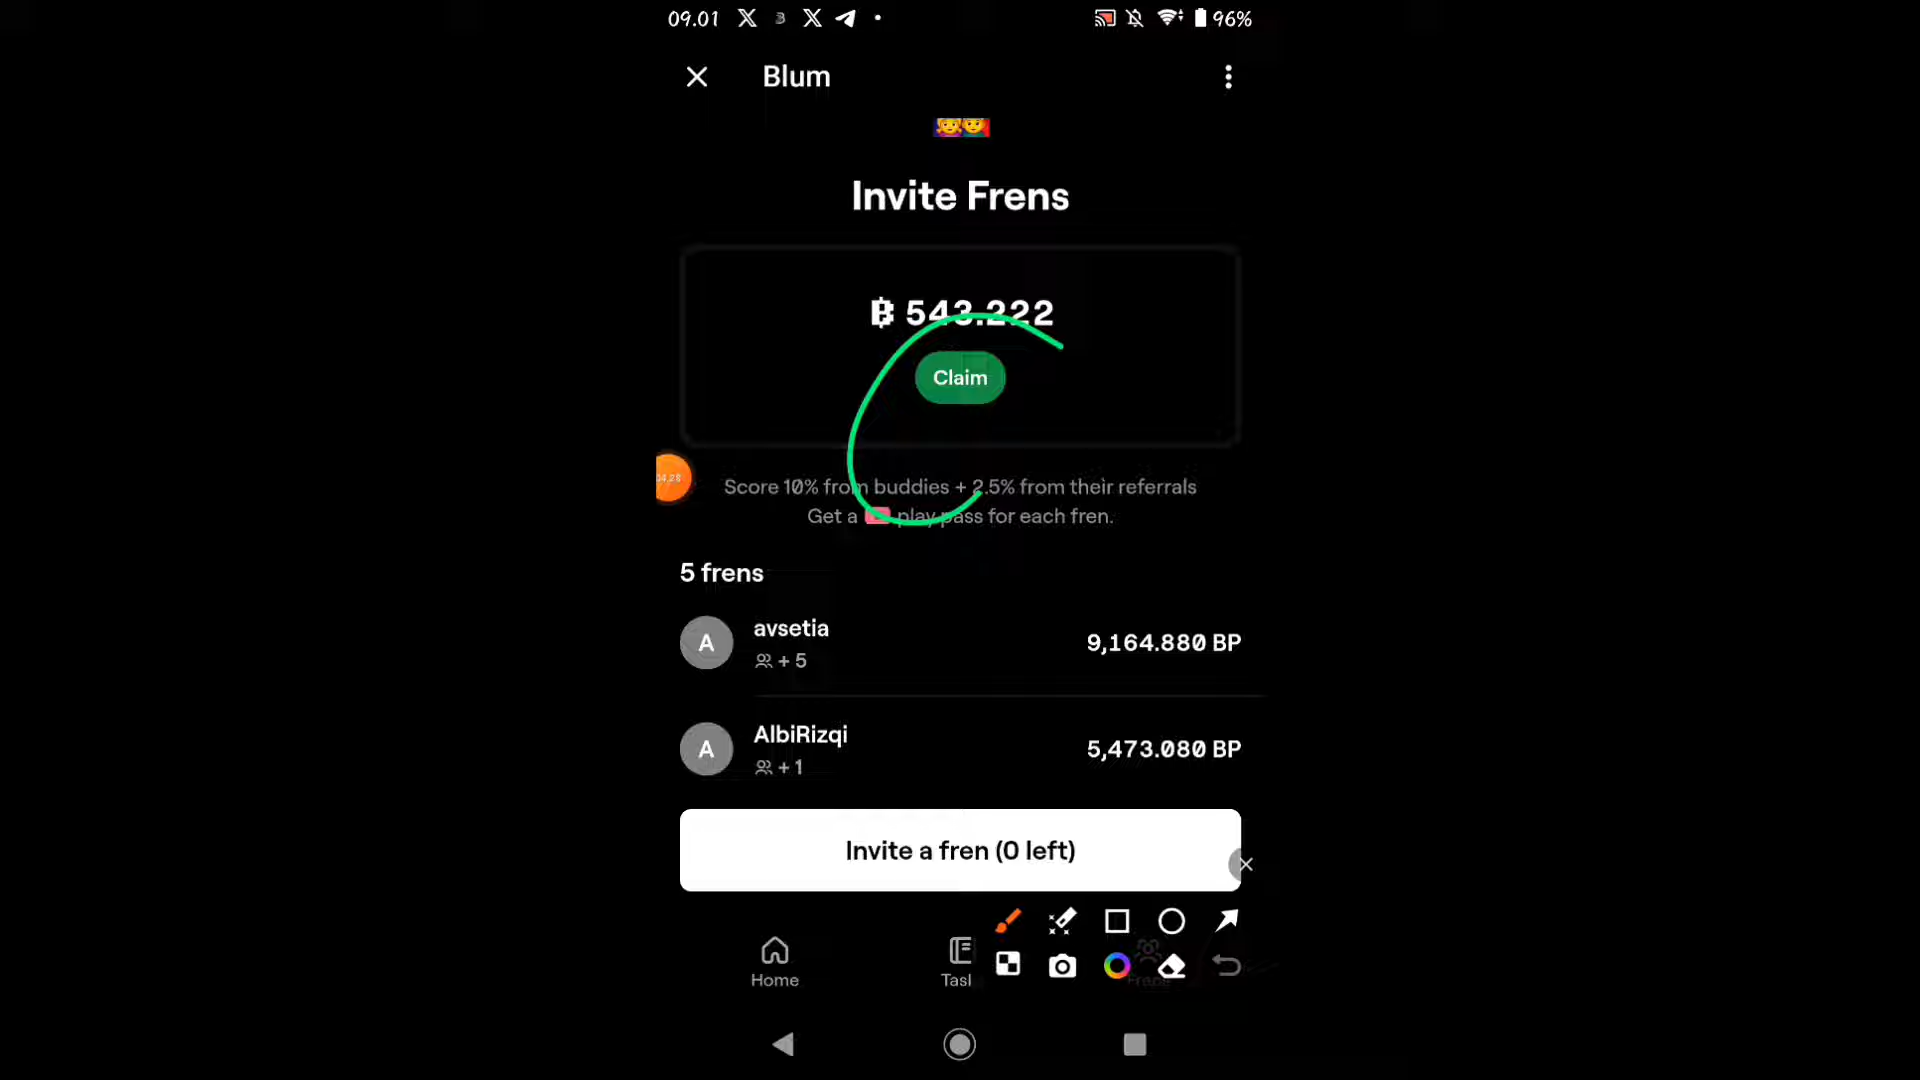 09.01 96%
Blum
Invite Frens
543.222
Claim
Score 10% from buddies + 2.5% from their referrals
Get a play pass for each fren.
5 frens
A avsetia 9,164.880 BP
+ 5
A AlbiRizqi 5,473.080 BP
+ 1
Invite a fren (0 left)
Home